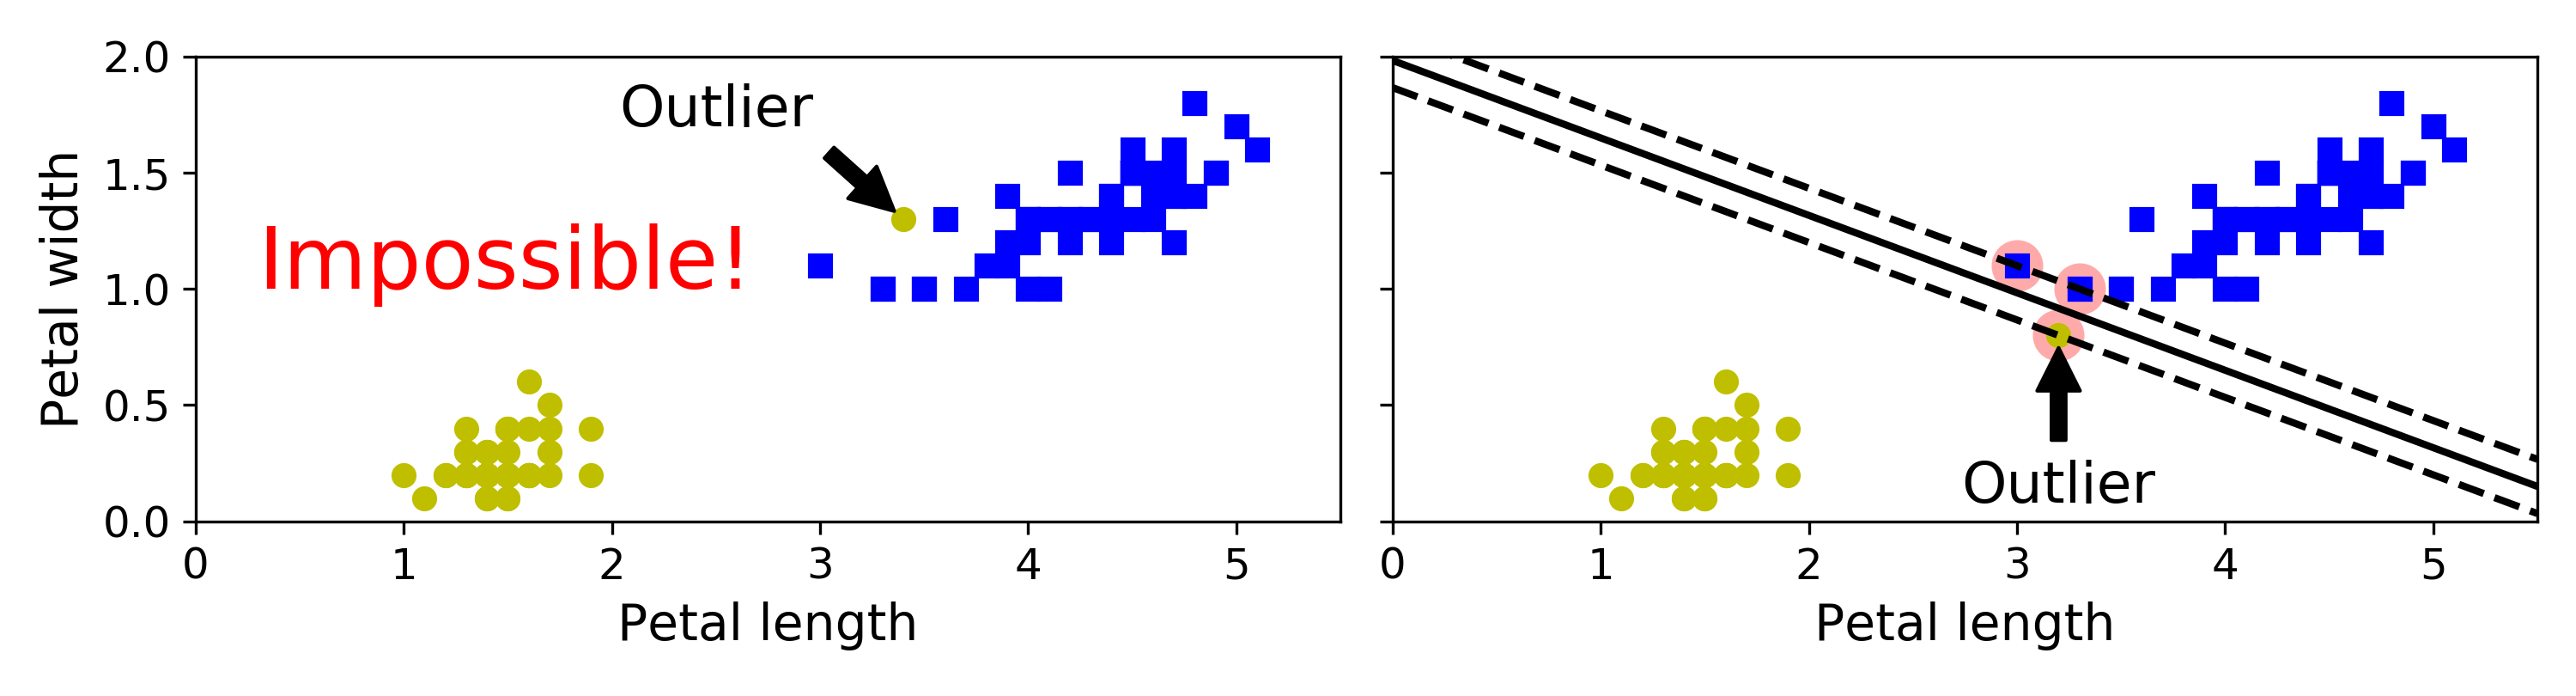 2.0
1.5
1.0
0.5
0.0
Petal width
Outlier
Impossible!
0 1 2 3 4 5
Petal length
Outlier
0 1 2 3 4 5
Petal length